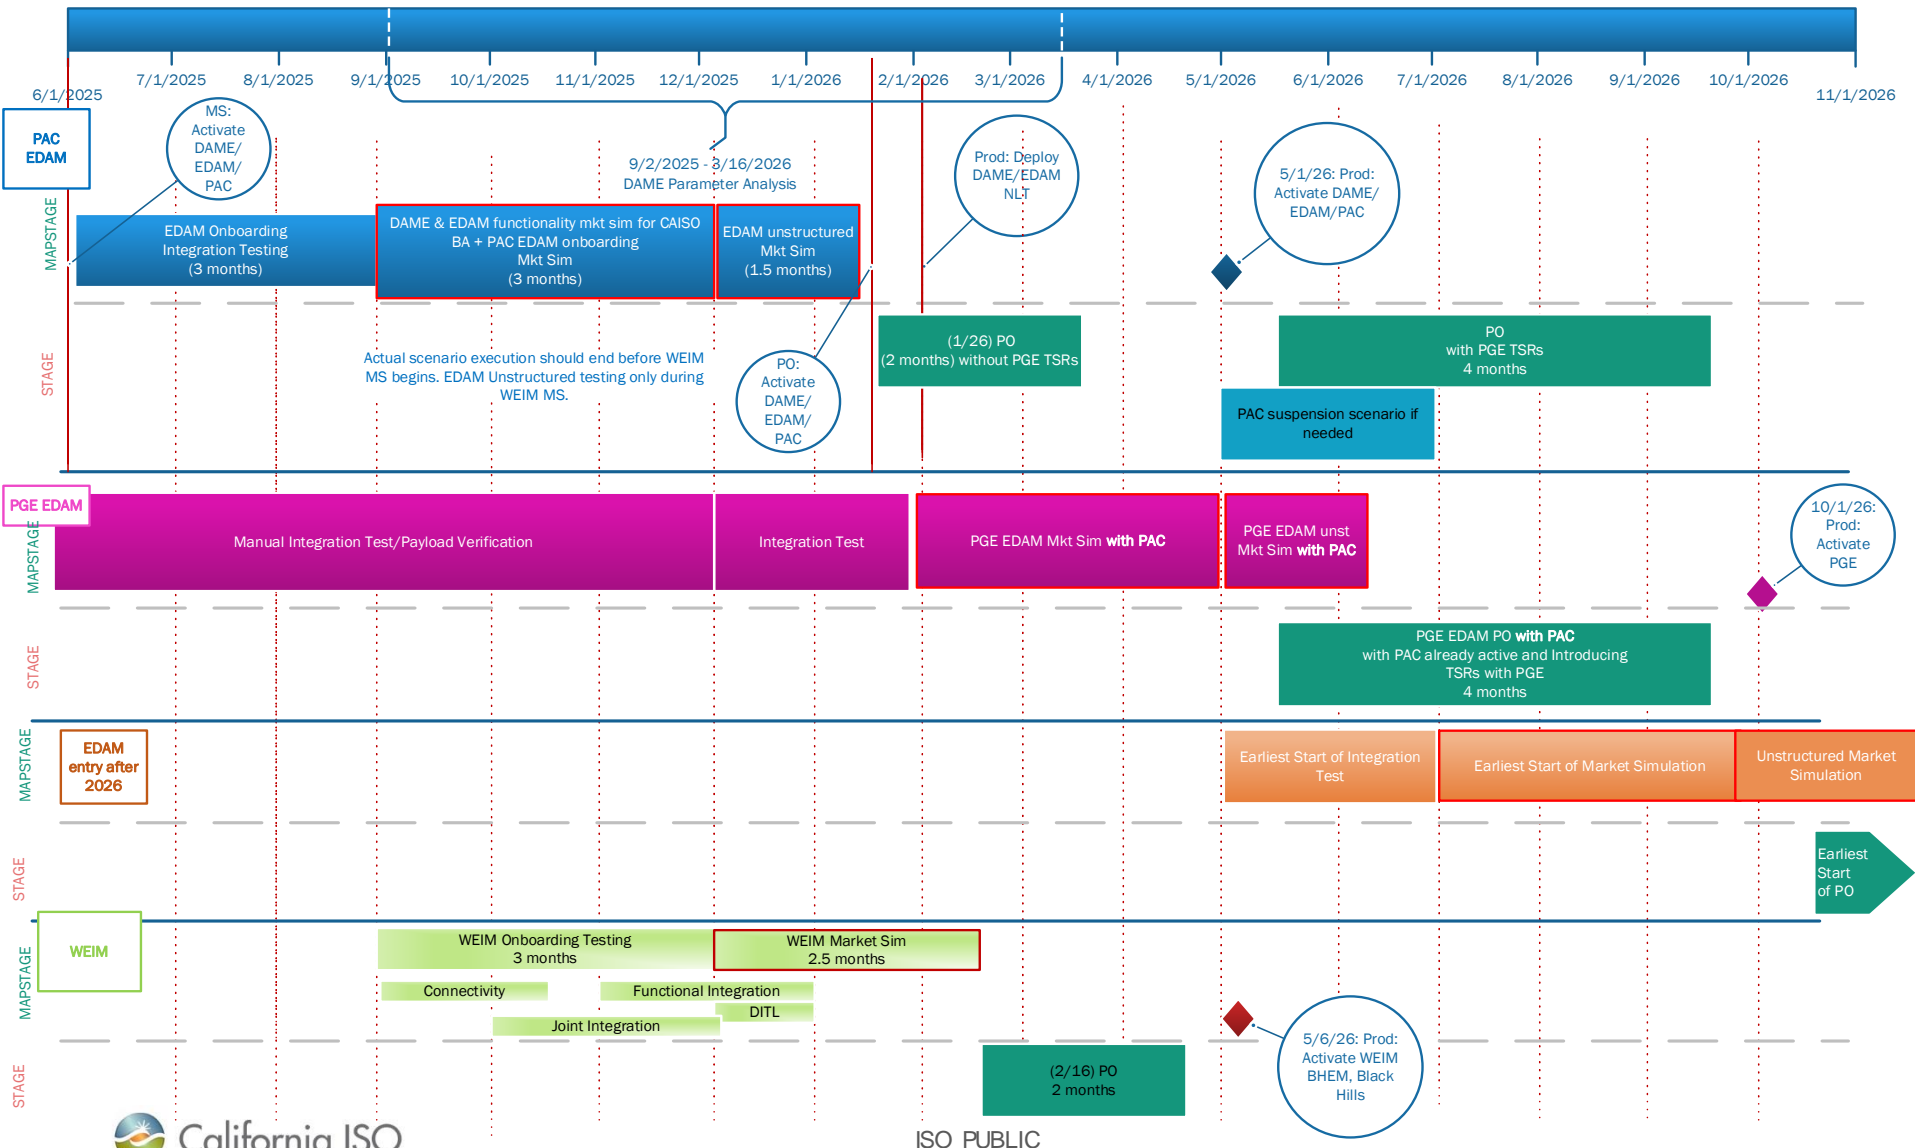 6/1/2025
7/1/2025
8/1/2025
9/1/2025
10/1/2025
11/1/2025
12/1/2025
1/1/2026
2/1/2026
3/1/2026
4/1/2026
5/1/2026
6/1/2026
7/1/2026
8/1/2026
9/1/2026
10/1/2026
11/1/2026
PAC
EDAM
MS:
Activate
DAME/
EDAM/
PAC
9/2/2025 - 3/16/2026
DAME Parameter Analysis
Prod: Deploy
DAME/EDAM
NLT
5/1/26: Prod:
Activate DAME/
EDAM/PAC
MAPSTAGE
EDAM Onboarding
Integration Testing
(3 months)
DAME & EDAM functionality mkt sim for CAISO
BA + PAC EDAM onboarding
Mkt Sim
(3 months)
EDAM unstructured
Mkt Sim
(1.5 months)
STAGE
Actual scenario execution should end before WEIM
MS begins. EDAM Unstructured testing only during
WEIM MS.
PO:
Activate
DAME/
EDAM/
PAC
(1/26) PO
(2 months) without PGE TSRs
PO
with PGE TSRs
4 months
PAC suspension scenario if
needed
PGE EDAM
MAPSTAGE
Manual Integration Test/Payload Verification
Integration Test
PGE EDAM Mkt Sim with PAC
PGE EDAM unst
Mkt Sim with PAC
10/1/26:
Prod:
Activate
PGE
STAGE
PGE EDAM PO with PAC
with PAC already active and Introducing
TSRs with PGE
4 months
MAPSTAGE
EDAM
entry after
2026
Earliest Start of Integration
Test
Earliest Start of Market Simulation
Unstructured Market
Simulation
STAGE
Earliest
Start
of PO
WEIM
MAPSTAGE
WEIM Onboarding Testing
3 months
WEIM Market Sim
2.5 months
Connectivity
Functional Integration
DITL
Joint Integration
STAGE
(2/16) PO
2 months
5/6/26: Prod:
Activate WEIM
BHEM, Black
Hills
California ISO
ISO PUBLIC